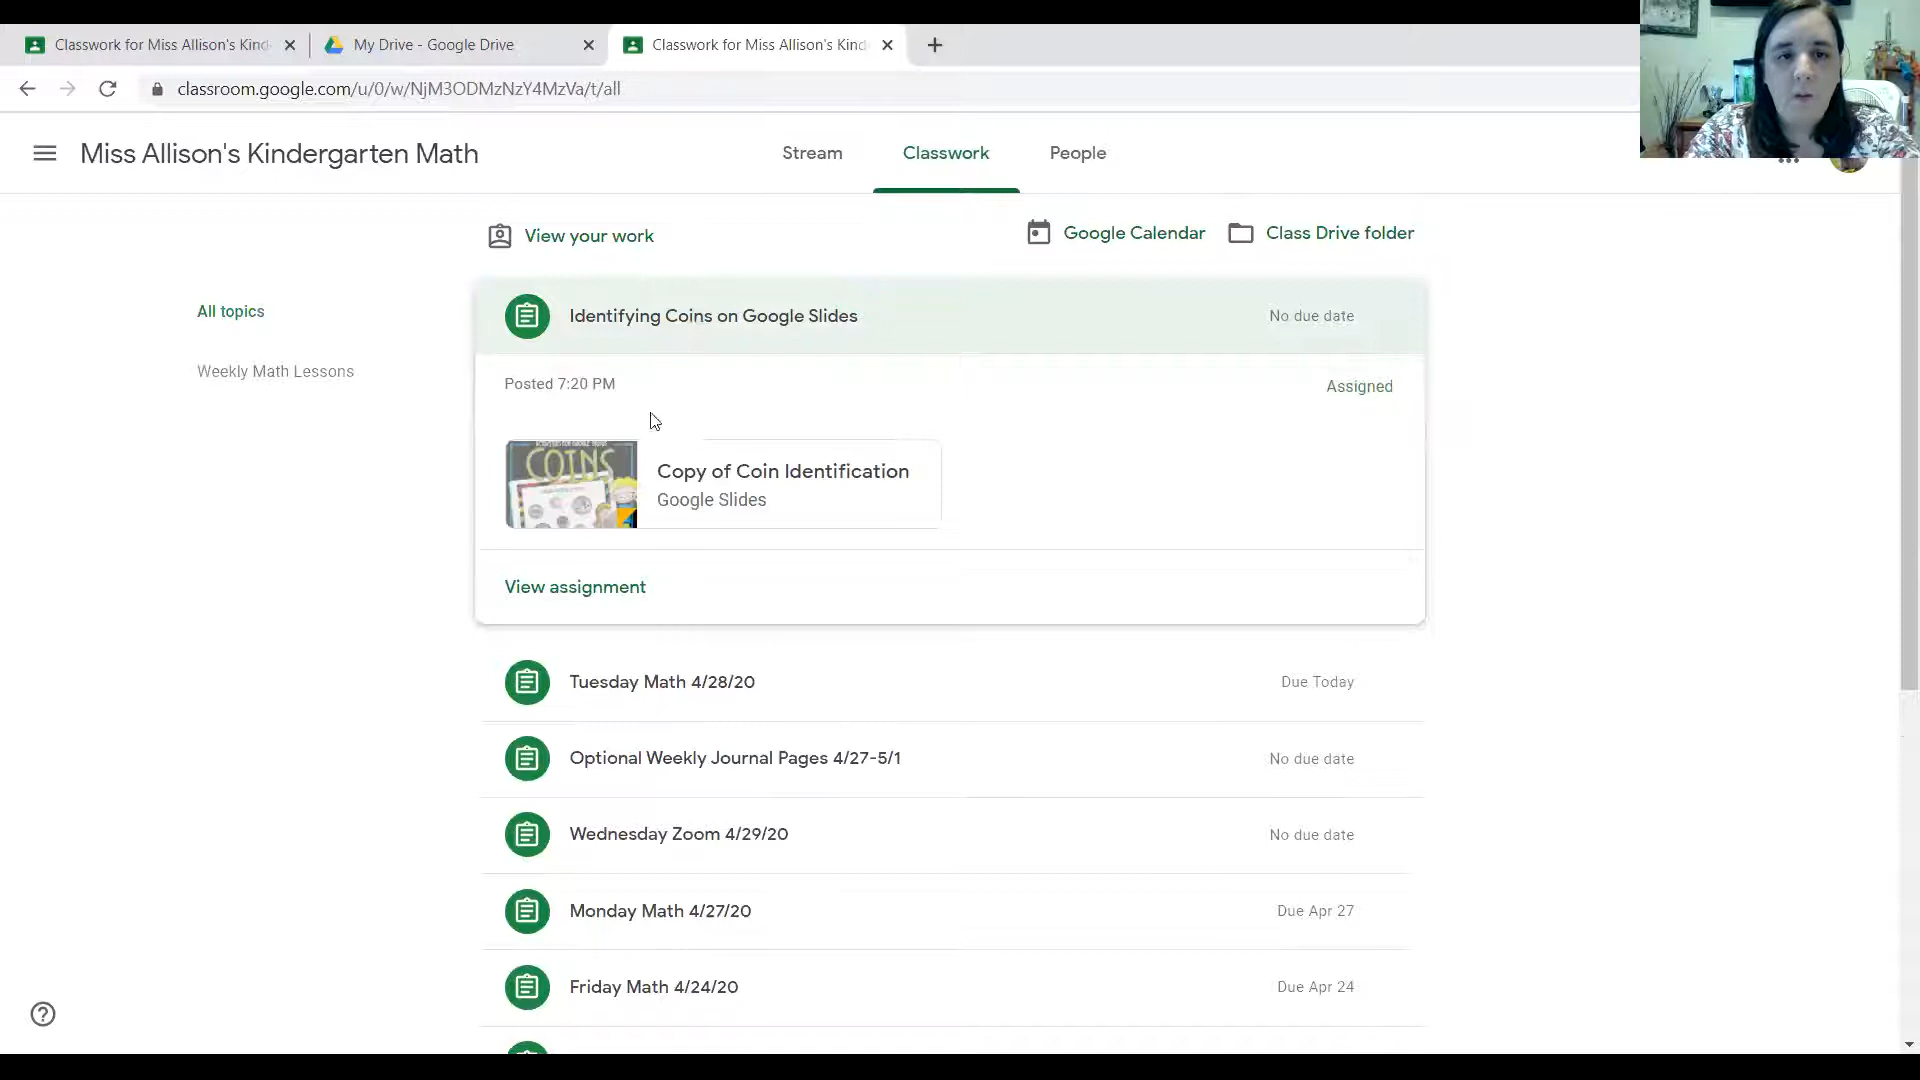 Classwork for Miss Allison's Kind
My Drive - Google Drive
Classwork for Miss Allison's Kind
classroom.google.com/u/0/w/NjM3ODMzNzY4MzVa/t/all
Miss Allison's Kindergarten Math
Stream
Classwork
People
View your work
Google Calendar
Class Drive folder
All topics
Weekly Math Lessons
Identifying Coins on Google Slides
No due date
Posted 7:20 PM
Assigned
COINS
Copy of Coin Identification
Google Slides
View assignment
Tuesday Math 4/28/20
Due Today
Optional Weekly Journal Pages 4/27-5/1
No due date
Wednesday Zoom 4/29/20
No due date
Monday Math 4/27/20
Due Apr 27
Friday Math 4/24/20
Due Apr 24